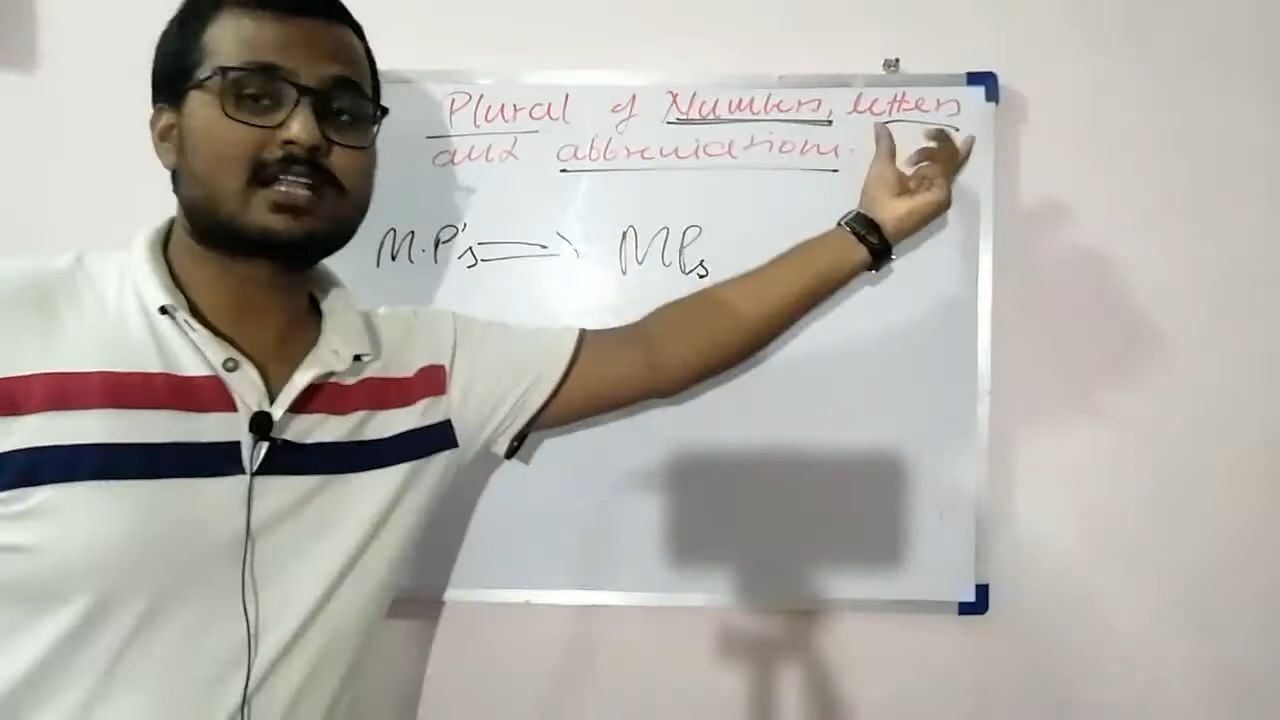 Plural of Numbers, letters
and abbreviations.
M.P's ⇒ MPs